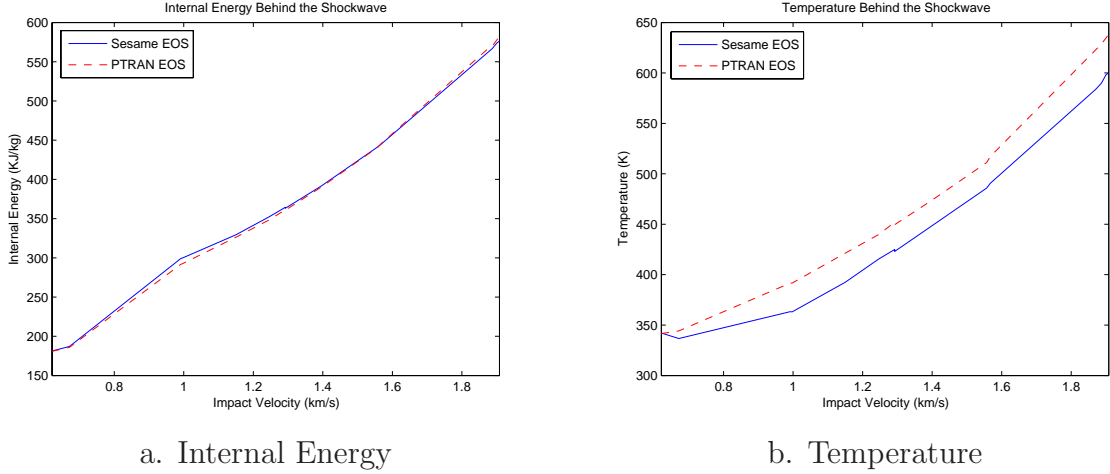 Internal Energy Behind the Shockwave
600
550
500
450
400
350
300
250
200
150
0.8
1
1.2
1.4
1.6
1.8
Internal Energy (KJ/kg)
Impact Velocity (km/s)
Sesame EOS
PTRAN EOS
a. Internal Energy
Temperature Behind the Shockwave
650
600
550
500
450
400
350
300
0.8
1
1.2
1.4
1.6
1.8
Temperature (K)
Impact Velocity (km/s)
Sesame EOS
PTRAN EOS
b. Temperature